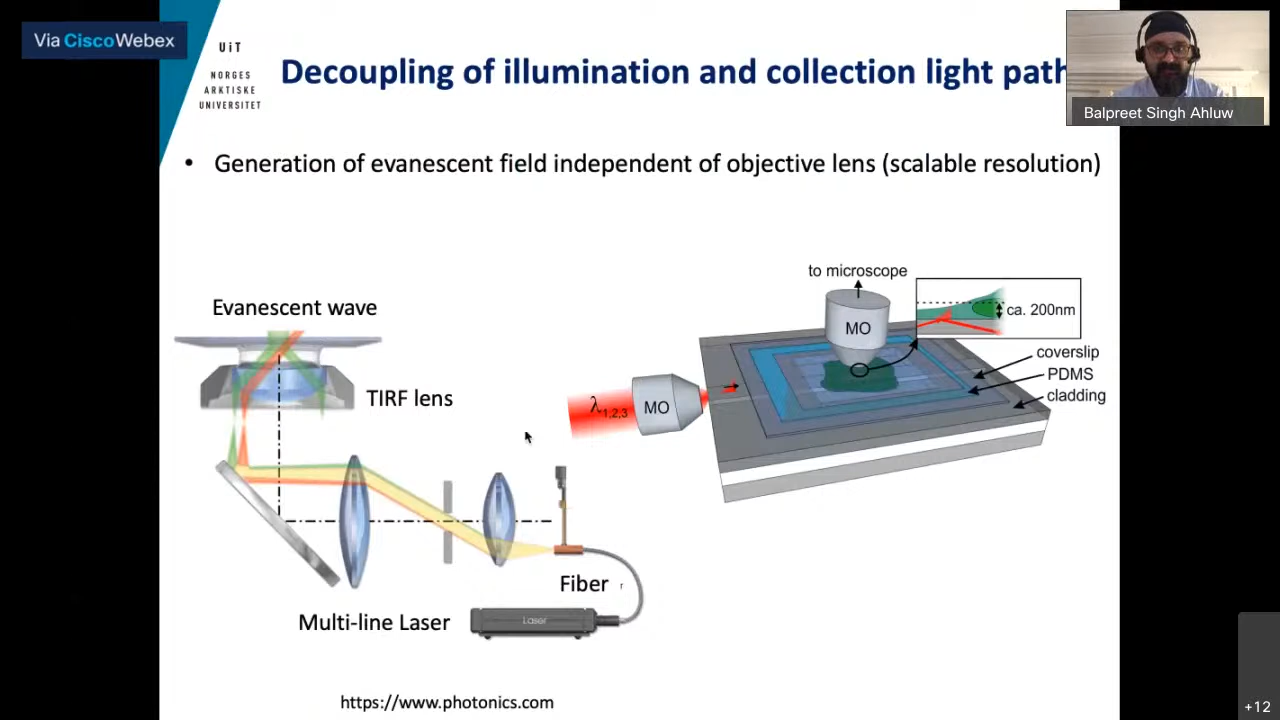 Via CiscoWebex
UiT
NORGES
ARKTISKE
UNIVERSITET
Decoupling of illumination and collection light path
Balpreet Singh Ahluw
• Generation of evanescent field independent of objective lens (scalable resolution)
Evanescent wave
TIRF lens
Fiber
Multi-line Laser
Laser
to microscope
MO
ca. 200nm
coverslip
PDMS
cladding
λ1,2,3
MO
https://www.photonics.com
+12